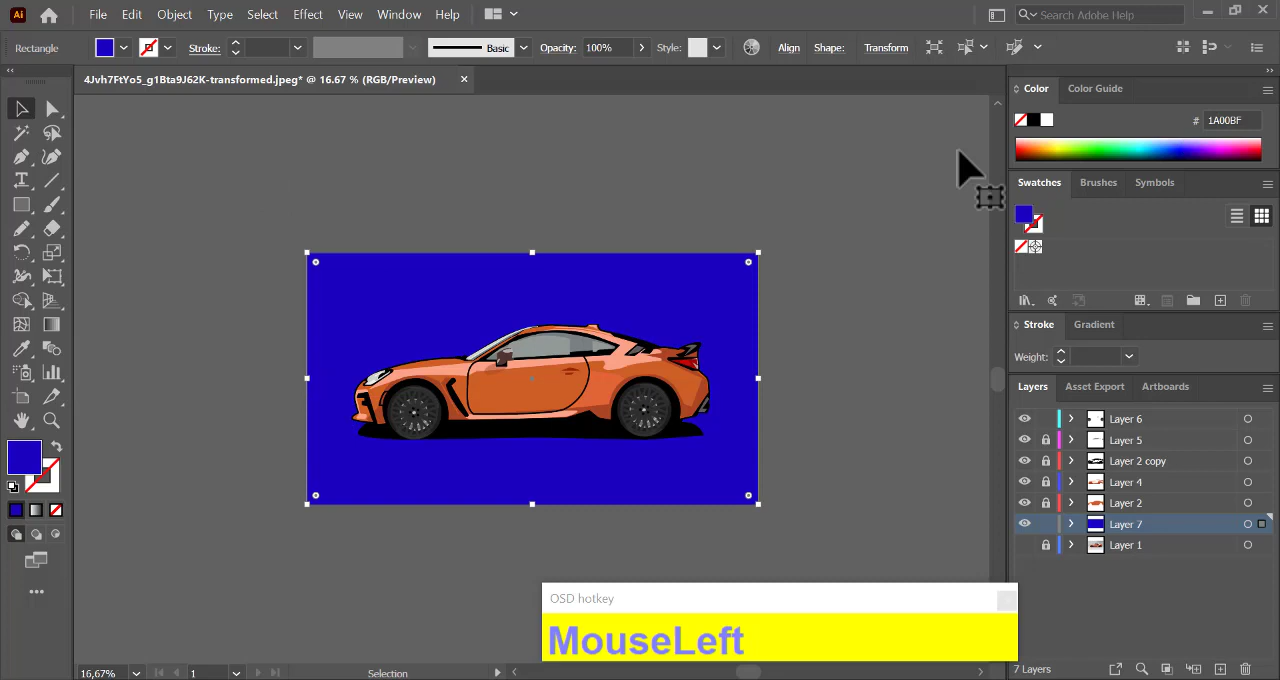 Ai File Edit Object Type Select Effect View Window Help Search Adobe Help
Rectangle Stroke: Basic Opacity: 100% Style: Align Shape: Transform
4Jvh7FtYo5_g1Bta9J62K-transformed.jpeg* @ 16.67 % (RGB/Preview)
Color Color Guide
# 1A00BF
Swatches Brushes Symbols
Stroke Gradient
Weight:
Layers Asset Export Artboards
Layer 6
Layer 5
Layer 2 copy
Layer 4
Layer 2
Layer 7
Layer 1
OSD hotkey
MouseLeft
16,67% 1 Selection 7 Layers